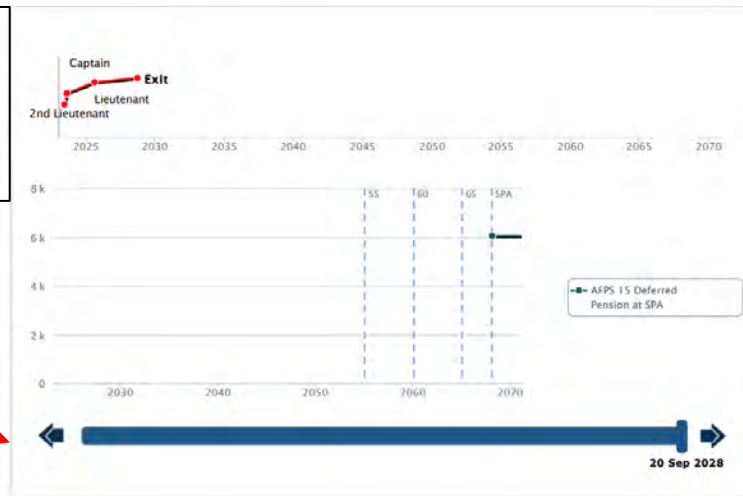 Captain
Exit
Lieutenant
2nd Lieutenant
2025 2030 2035 2040 2045 2050 2055 2060 2065 2070
8 k
55 60 65 SPA
6 k
4 k
AFPS 15 Deferred
Pension at SPA
2 k
0
2030 2040 2050 2060 2070
20 Sep 2028